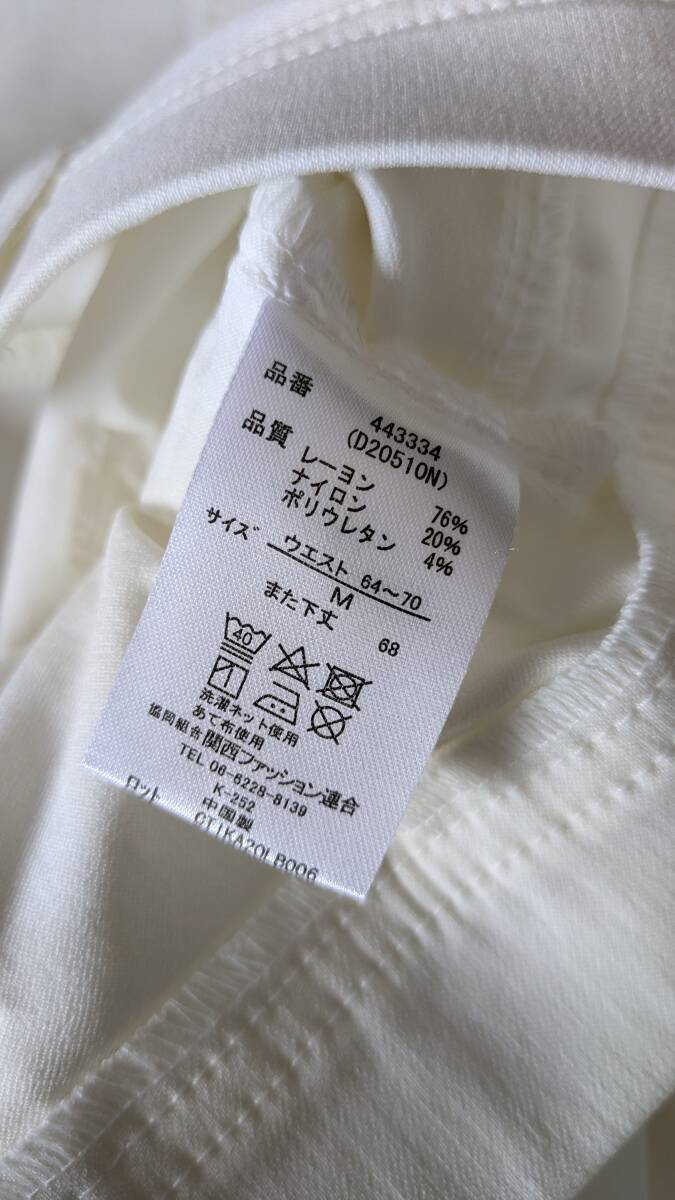 品番 443334
(D20510N)
品質 レーヨン 76%
ナイロン 20%
ポリウレタン 4%
サイズ ウエスト 64～70
M
また下丈 68
40
洗濯ネット使用
あて布使用
協同組合関西ファッション連合
TEL 06-6228-8139
K-252
中国製
ロット CT1KA20LB006